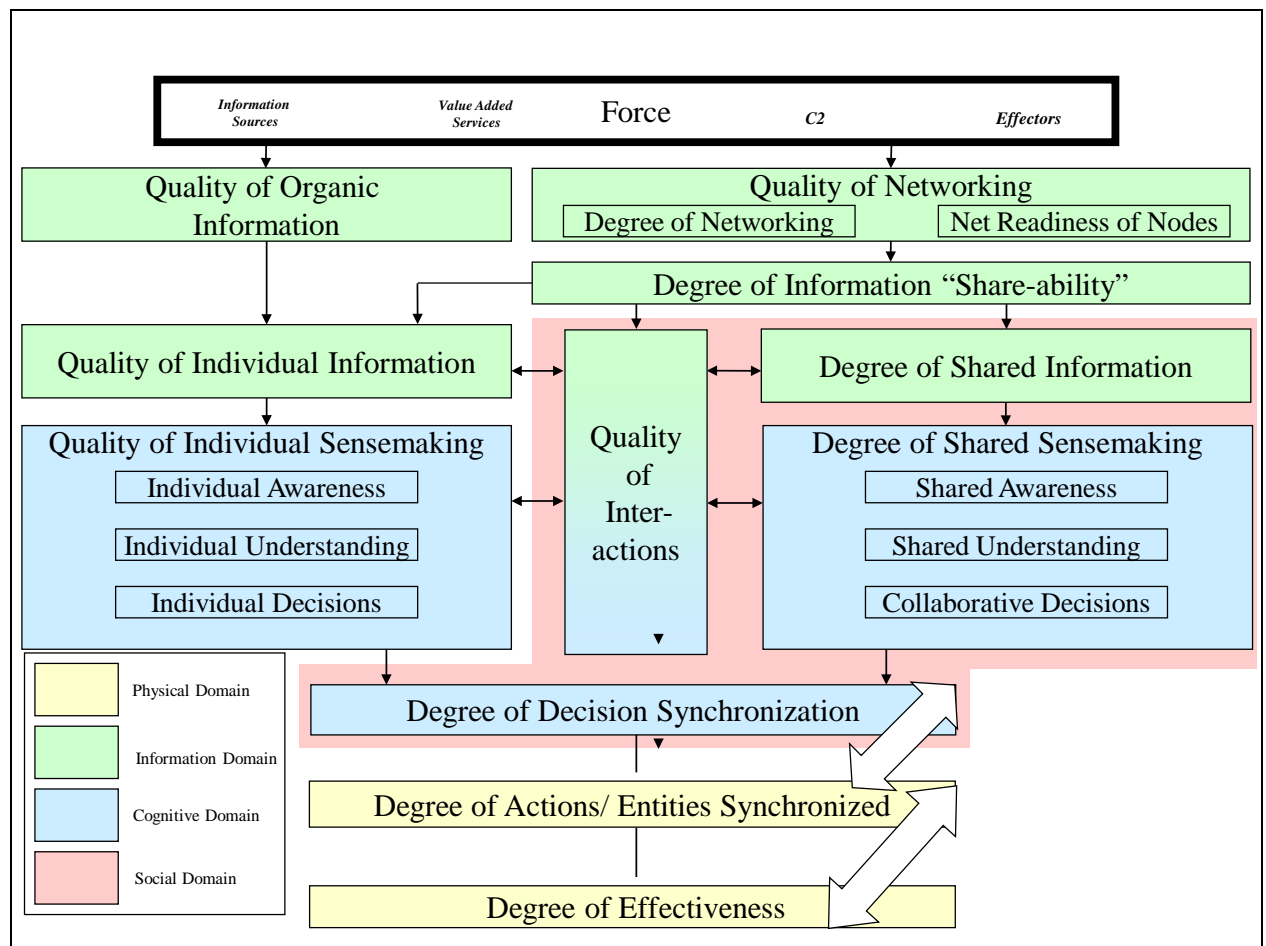 Information
Sources
Value Added
Services
Force
C2
Effectors
Quality of Organic
Information
Quality of Networking
Degree of Networking
Net Readiness of Nodes
Degree of Information “Share-ability”
Quality of Individual Information
Quality
of
Inter-
actions
Degree of Shared Information
Quality of Individual Sensemaking
Individual Awareness
Individual Understanding
Individual Decisions
Degree of Shared Sensemaking
Shared Awareness
Shared Understanding
Collaborative Decisions
Physical Domain
Information Domain
Cognitive Domain
Social Domain
Degree of Decision Synchronization
Degree of Actions/ Entities Synchronized
Degree of Effectiveness